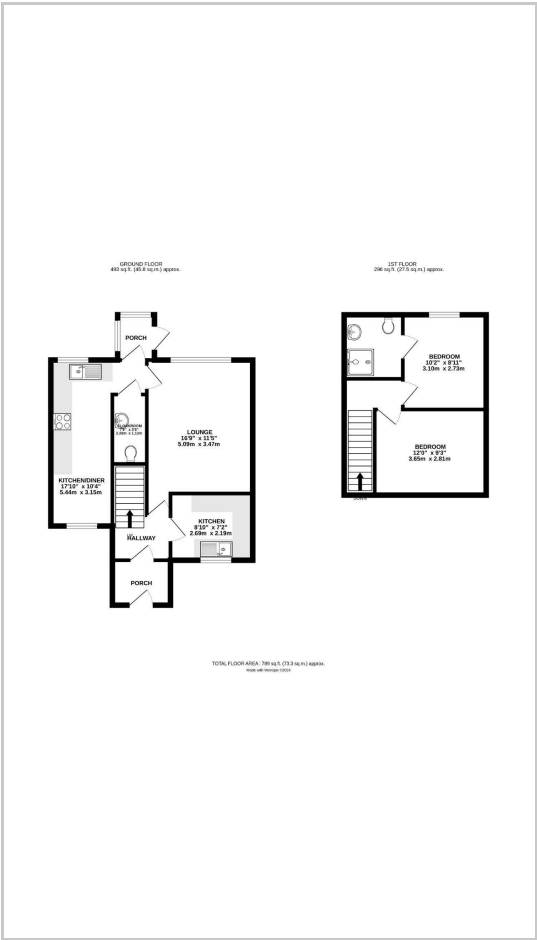 GROUND FLOOR
493 sq.ft. (45.8 sq.m.) approx.
1ST FLOOR
296 sq.ft. (27.5 sq.m.) approx.
PORCH
BEDROOM
10'2" x 8'11"
3.10m x 2.73m
LOUNGE
16'9" x 11'5"
5.09m x 3.47m
BEDROOM
12'0" x 9'3"
3.65m x 2.81m
KITCHEN/DINER
17'10" x 10'4"
5.44m x 3.15m
KITCHEN
8'10" x 7'2"
2.69m x 2.19m
HALLWAY
PORCH
TOTAL FLOOR AREA : 789 sq.ft. (73.3 sq.m.) approx.
Made with Metropix ©2024